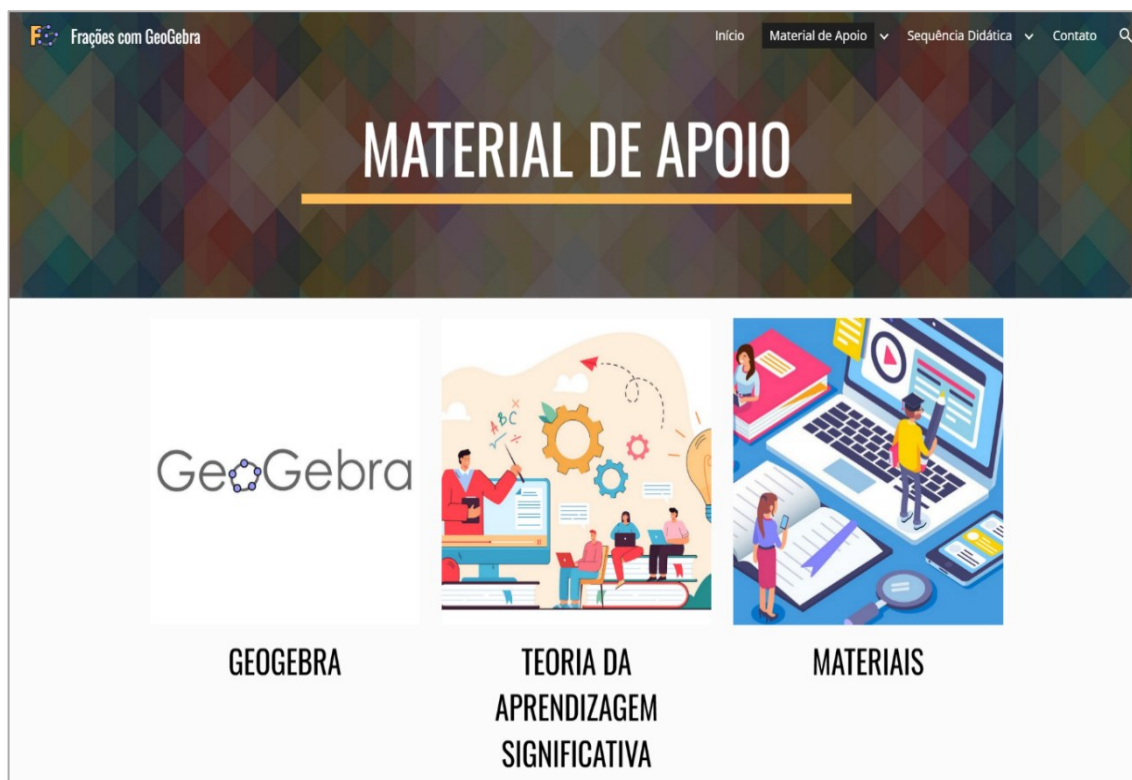 Frações com GeoGebra
Início Material de Apoio Sequência Didática Contato
MATERIAL DE APOIO
GeoGebra
ABC
GEOGEBRA
TEORIA DA
APRENDIZAGEM
SIGNIFICATIVA
MATERIAIS